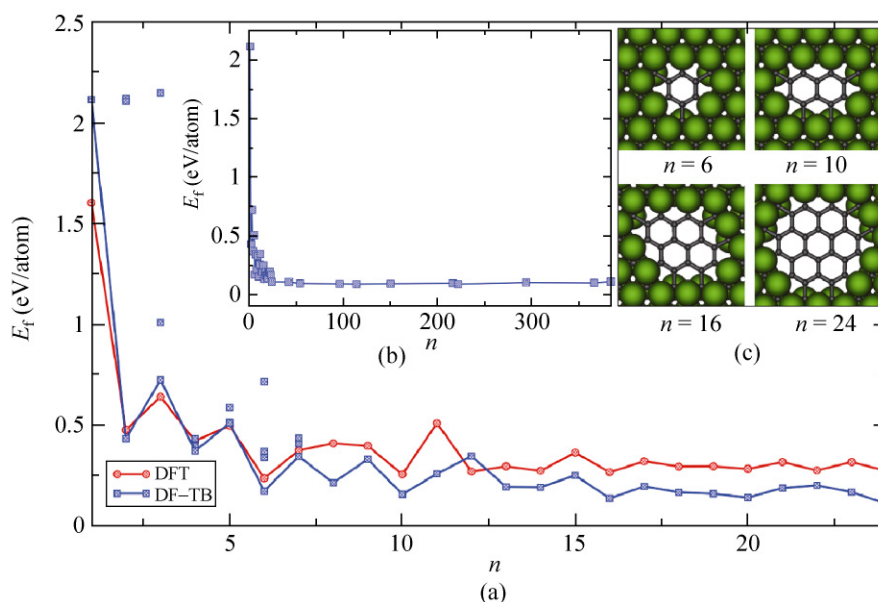 2.5
2
1.5
1
0.5
0
E_f (eV/atom)
5
10
15
20
n
(a)
DFT
DF–TB
2
1.5
1
0.5
0
E_f (eV/atom)
0
100
200
300
n
(b)
n = 6
n = 10
n = 16
n = 24
(c)